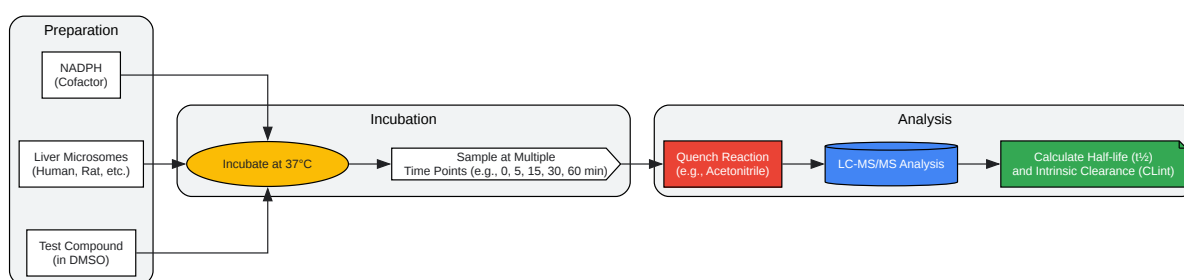 Preparation
NADPH
(Cofactor)
Liver Microsomes
(Human, Rat, etc.)
Test Compound
(in DMSO)
Incubation
Incubate at 37°C
Sample at Multiple
Time Points (e.g., 0, 5, 15, 30, 60 min)
Analysis
Quench Reaction
(e.g., Acetonitrile)
LC-MS/MS Analysis
Calculate Half-life (t½)
and Intrinsic Clearance (CLint)